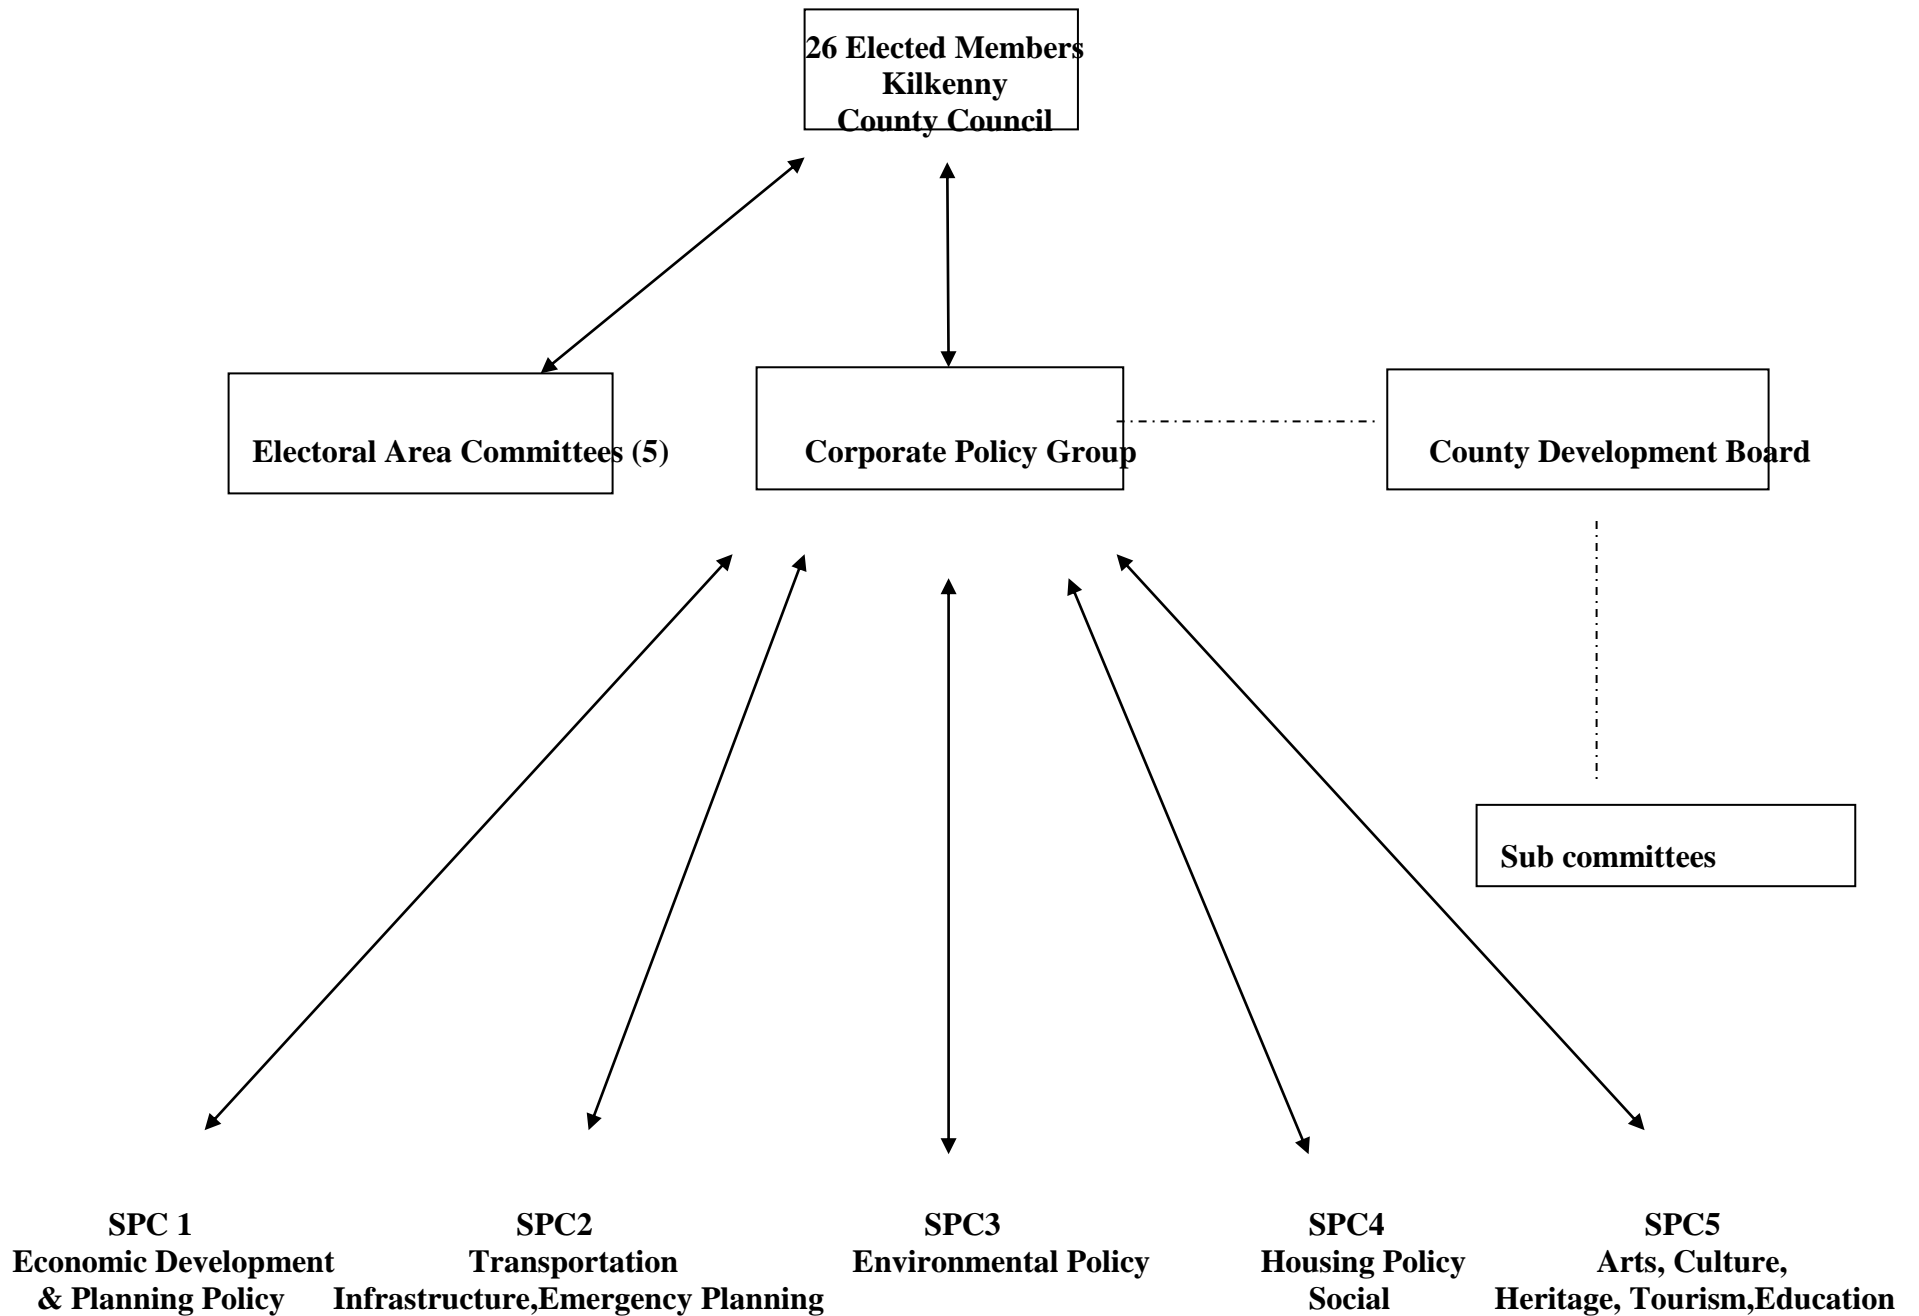 26 Elected Members
Kilkenny
County Council
Electoral Area Committees (5)
Corporate Policy Group
County Development Board
Sub committees
SPC 1
Economic Development
& Planning Policy
SPC2
Transportation
Infrastructure,Emergency Planning
SPC3
Environmental Policy
SPC4
Housing Policy
Social
SPC5
Arts, Culture,
Heritage, Tourism,Education